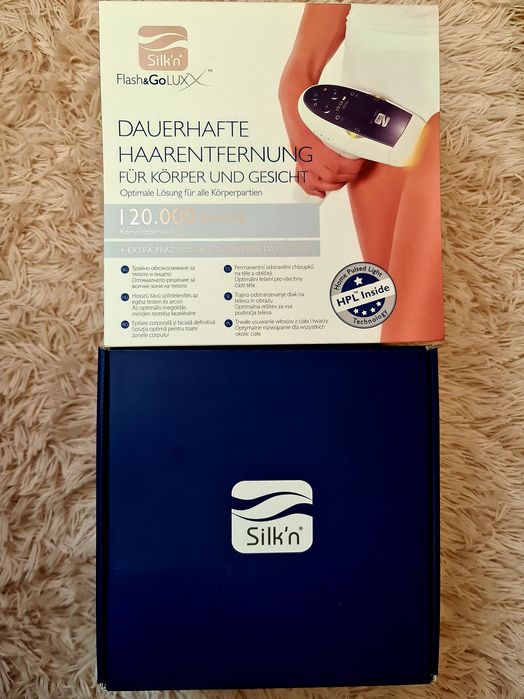 Silk'n®
Flash&GoLUXX™
DAUERHAFTE
HAARENTFERNUNG
FÜR KÖRPER UND GESICHT
Optimale Lösung für alle Körperpartien
120.000
+ EXTRA
Трайно обезкосмяване за
тялото и лицето
Оптималното решение за
всички зони на тялото
Hosszú távú szőrtelenítés az
egész testen és arcon
Az optimális megoldás
minden testrész kezelésére
Epilare corporală și facială definitivă
Soluția optimă pentru toate
zonele corpului
Permanentní odstranění chloupků
na těle a obličeji
Optimální řešení pro všechny
části těla
Trajno odstranjevanje dlak na
telesu in obrazu
Optimalna rešitev za vsa
področja telesa
Trwałe usuwanie włosów z ciała i twarzy
Optymalne rozwiązanie dla wszystkich
okolic ciała
Home Pulsed Light
HPL™ Inside
Technology
Silk'n®